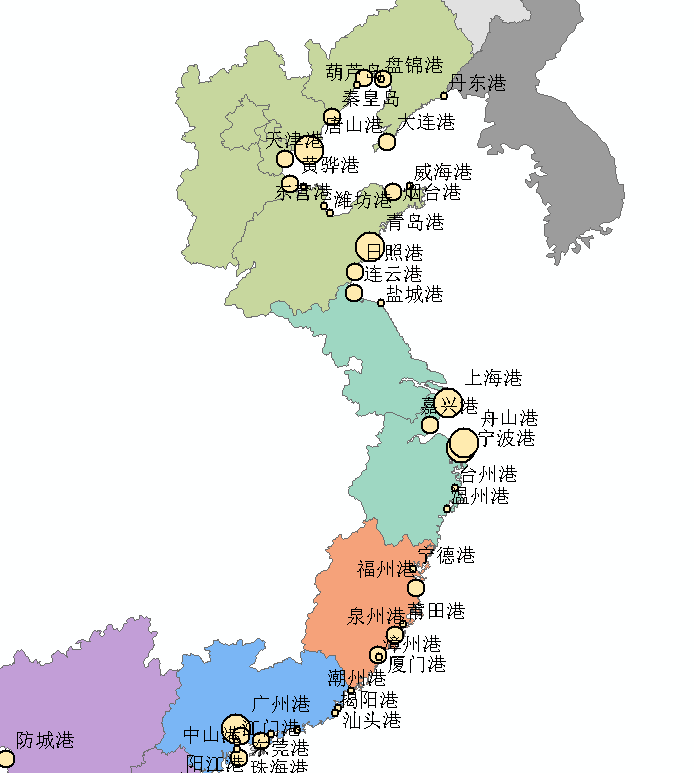 盘锦港
葫芦岛
丹东港
秦皇岛
唐山港
大连港
天津港
黄骅港
威海港
东营港
潍坊港
烟台港
青岛港
日照港
连云港
盐城港
上海港
嘉兴港
舟山港
宁波港
台州港
温州港
宁德港
福州港
莆田港
泉州港
漳州港
厦门港
潮州港
揭阳港
广州港
汕头港
江门港
中山港
防城港
东莞港
阳江港
珠海港